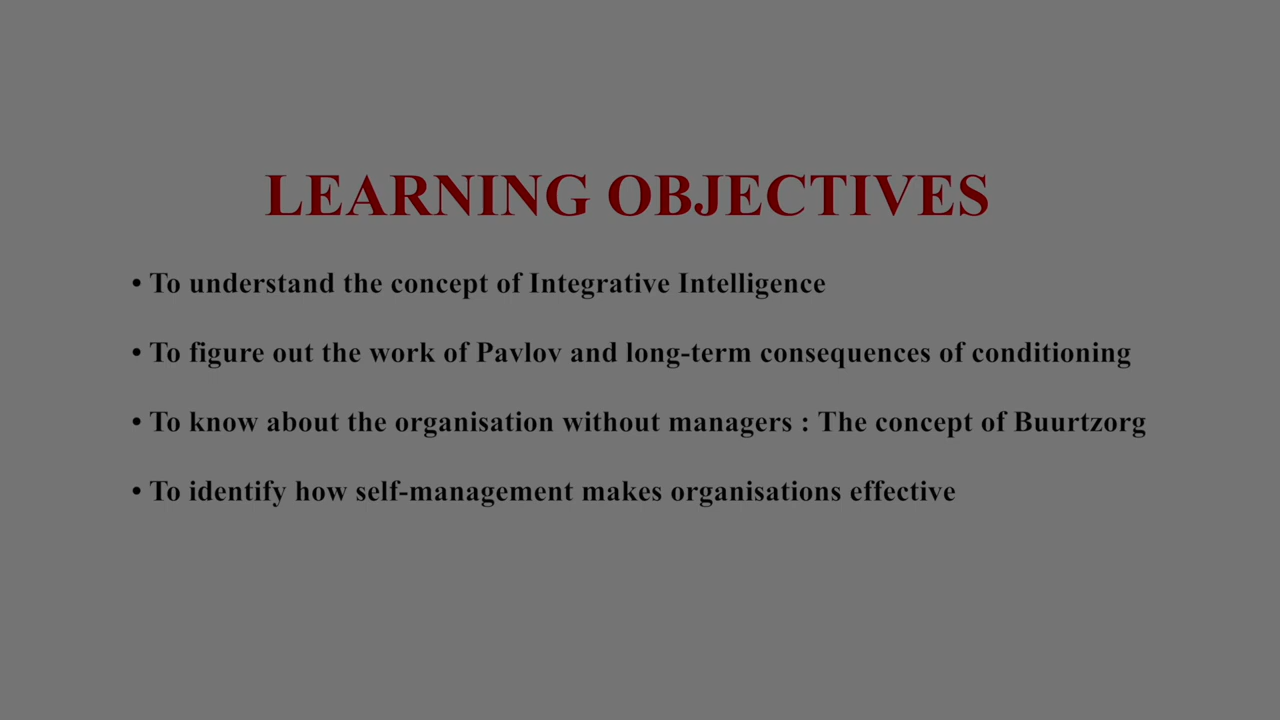 LEARNING OBJECTIVES
• To understand the concept of Integrative Intelligence
• To figure out the work of Pavlov and long-term consequences of conditioning
• To know about the organisation without managers : The concept of Buurtzorg
• To identify how self-management makes organisations effective